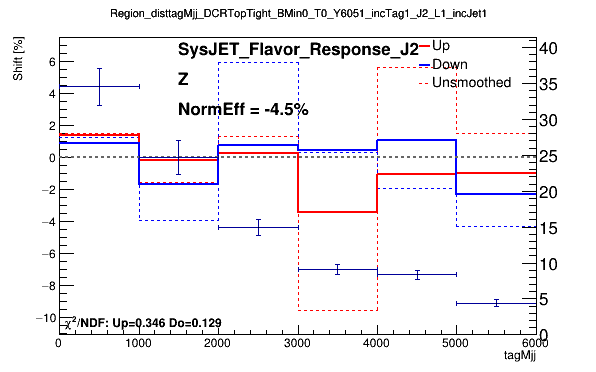 Region_disttagMjj_DCRTopTight_BMin0_T0_Y6051_incTag1_J2_L1_incJet1
Shift [%]
SysJET_Flavor_Response_J2
Z
NormEff = -4.5%
Up
Down
Unsmoothed
6
4
2
0
−2
−4
−6
−8
−10
40
35
30
25
20
15
10
5
0
χ²/NDF: Up=0.346 Do=0.129
0 1000 2000 3000 4000 5000 6000
tagMjj